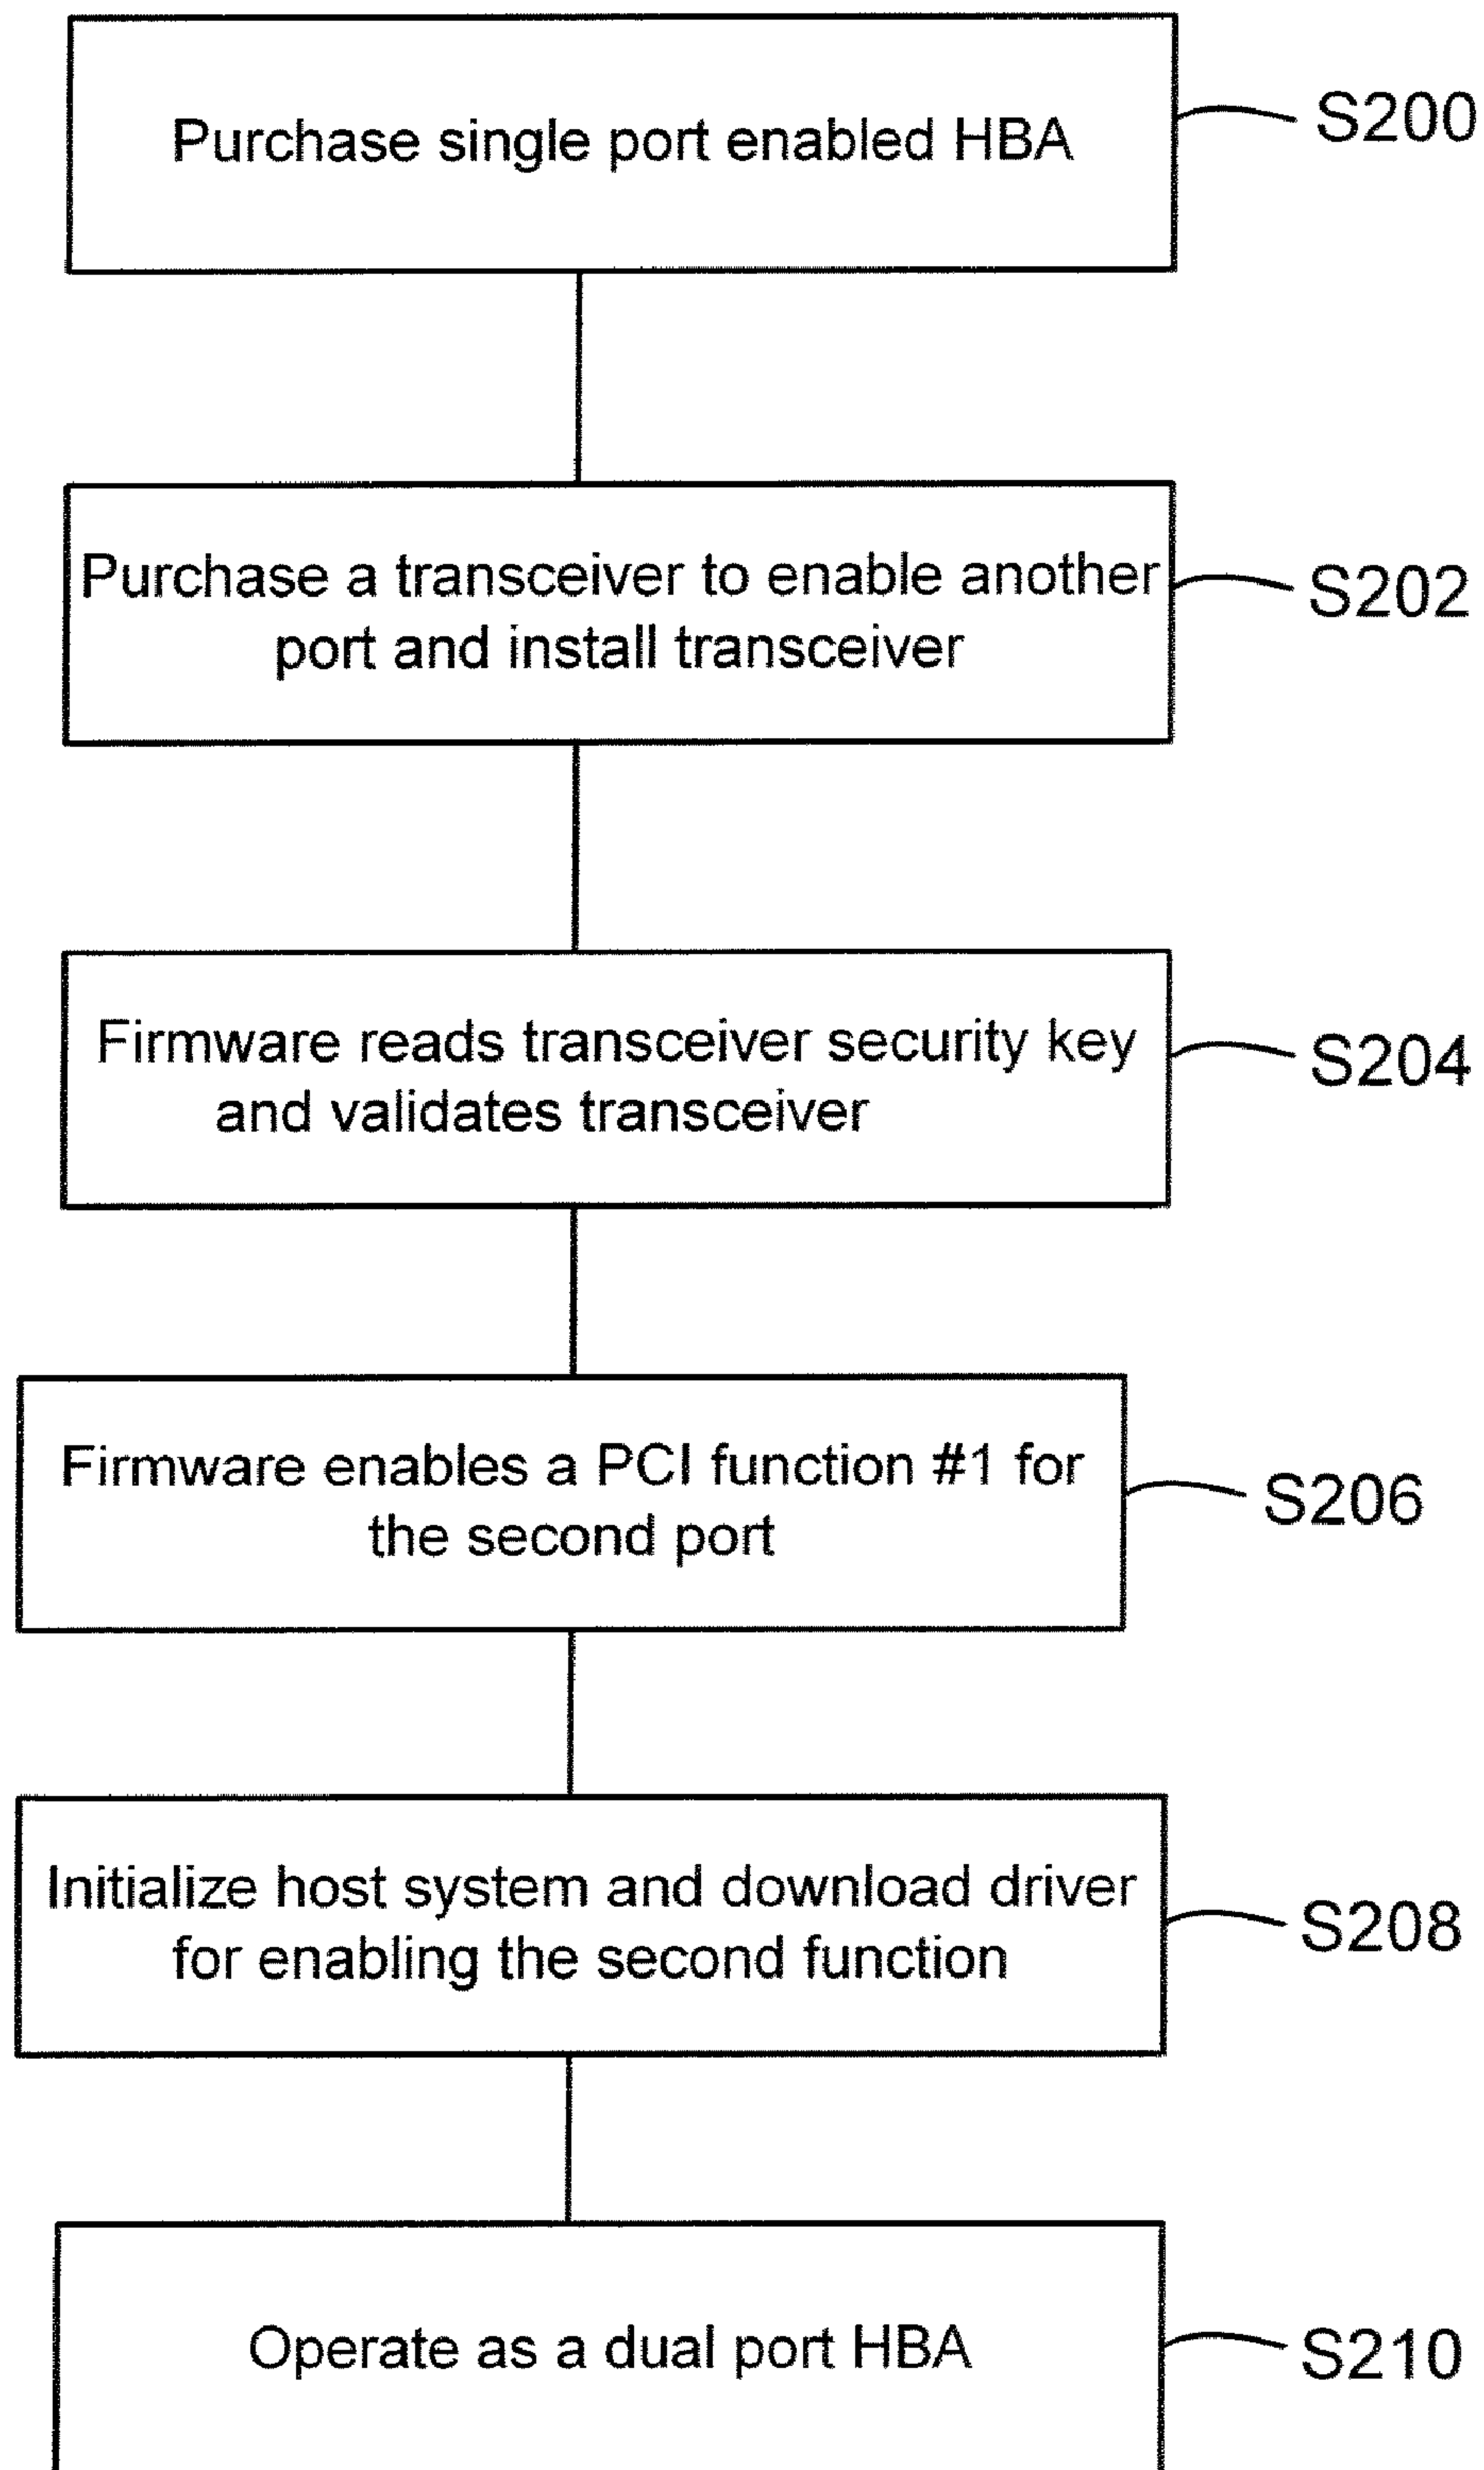 Purchase single port enabled HBA
S200
Purchase a transceiver to enable another
port and install transceiver
S202
Firmware reads transceiver security key
and validates transceiver
S204
Firmware enables a PCI function #1 for
the second port
S206
Initialize host system and download driver
for enabling the second function
S208
Operate as a dual port HBA
S210